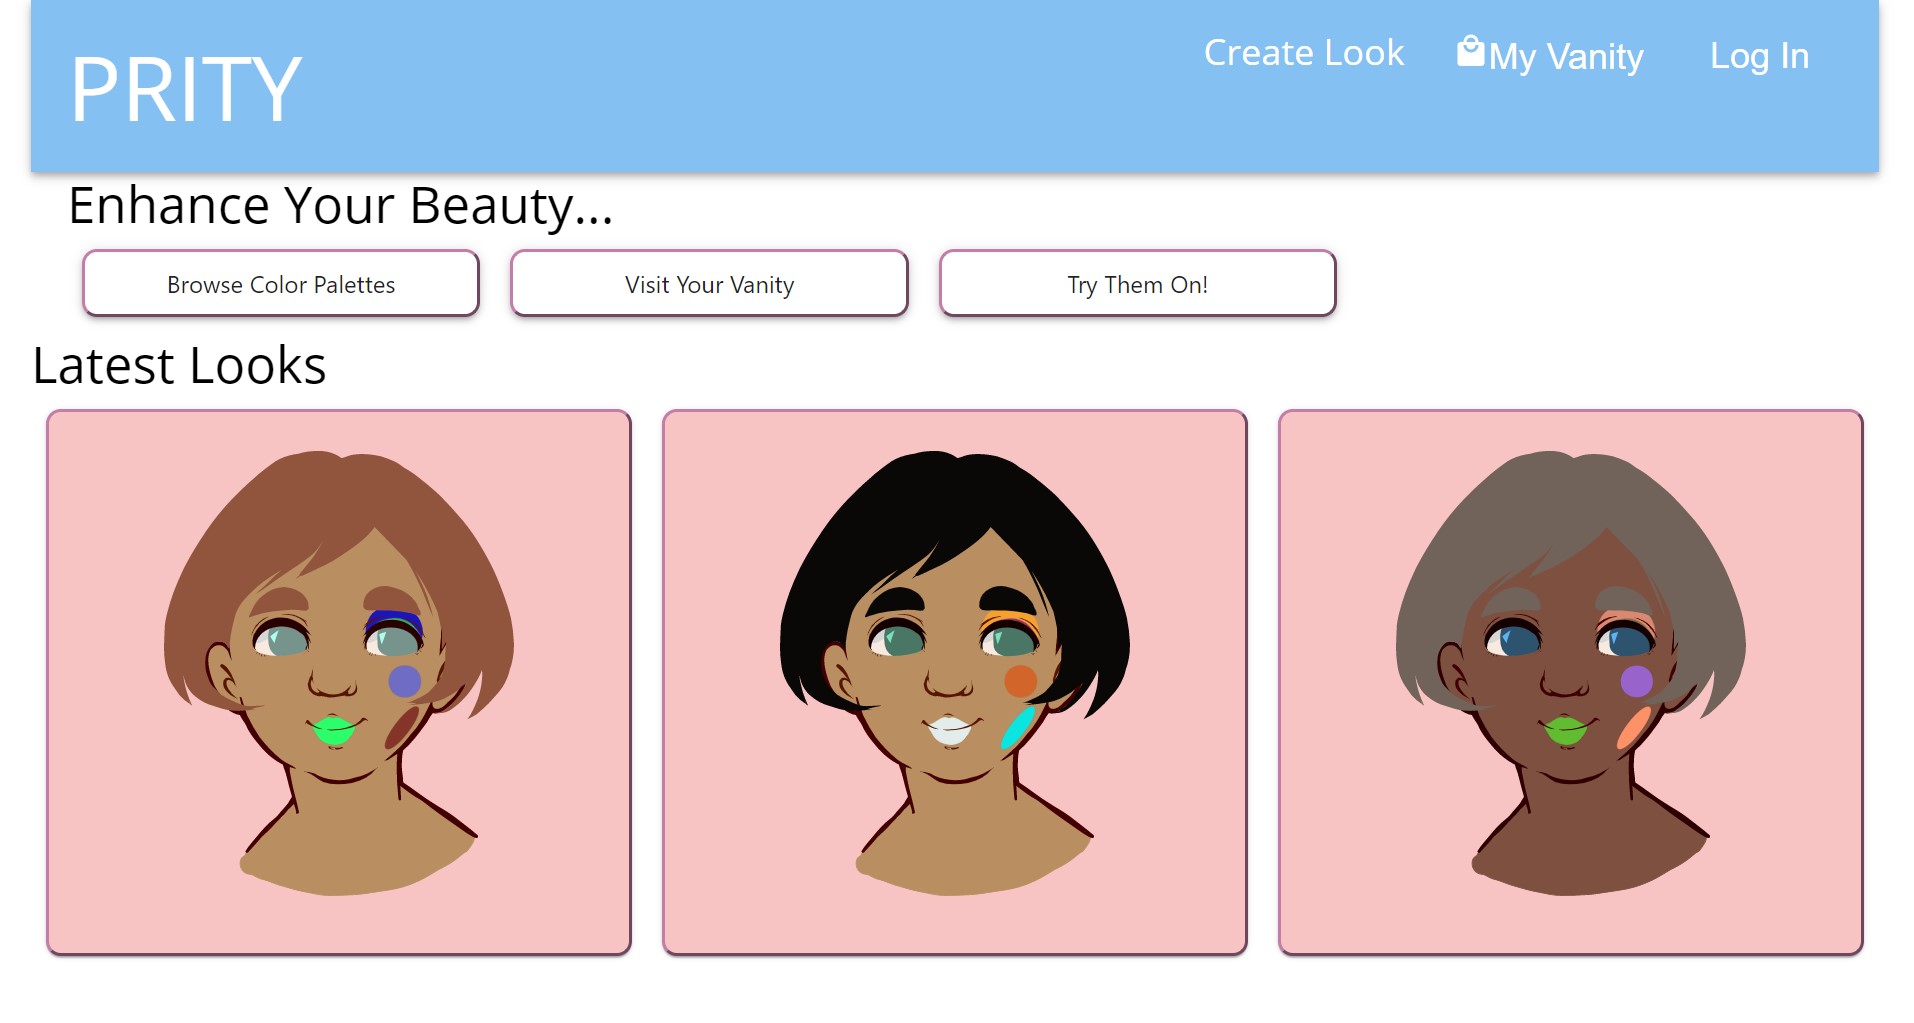 PRITY
Create Look
My Vanity
Log In
Enhance Your Beauty...
Browse Color Palettes
Visit Your Vanity
Try Them On!
Latest Looks